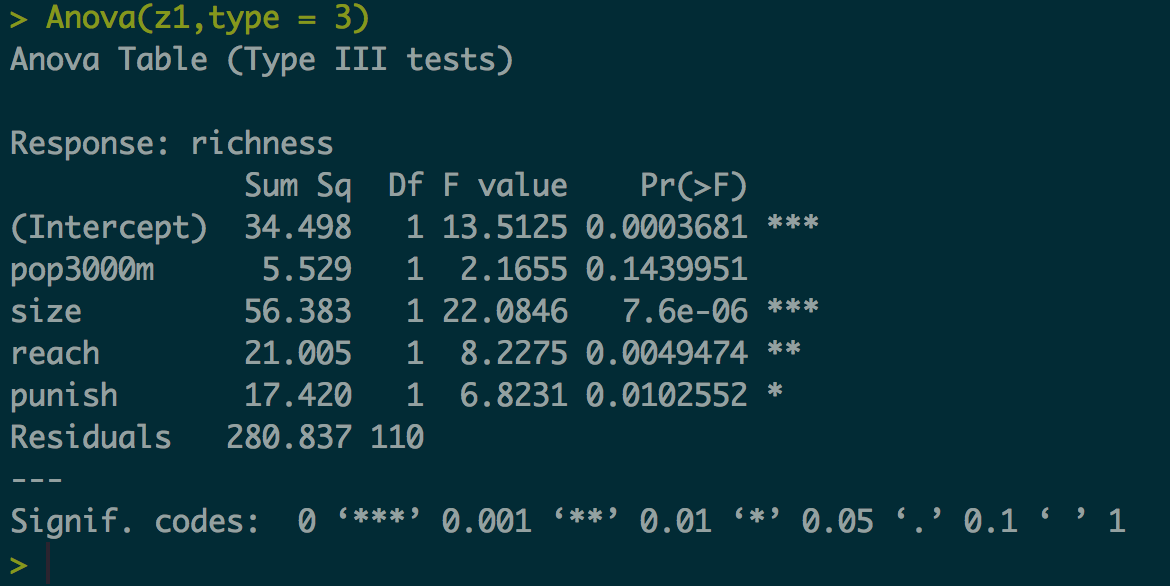 > Anova(z1,type = 3)
Anova Table (Type III tests)

Response: richness
             Sum Sq  Df F value    Pr(>F)
(Intercept)  34.498   1 13.5125 0.0003681 ***
pop3000m      5.529   1  2.1655 0.1439951
size         56.383   1 22.0846   7.6e-06 ***
reach        21.005   1  8.2275 0.0049474 **
punish       17.420   1  6.8231 0.0102552 *
Residuals   280.837 110
---
Signif. codes:  0 ‘***’ 0.001 ‘**’ 0.01 ‘*’ 0.05 ‘.’ 0.1 ‘ ’ 1
>